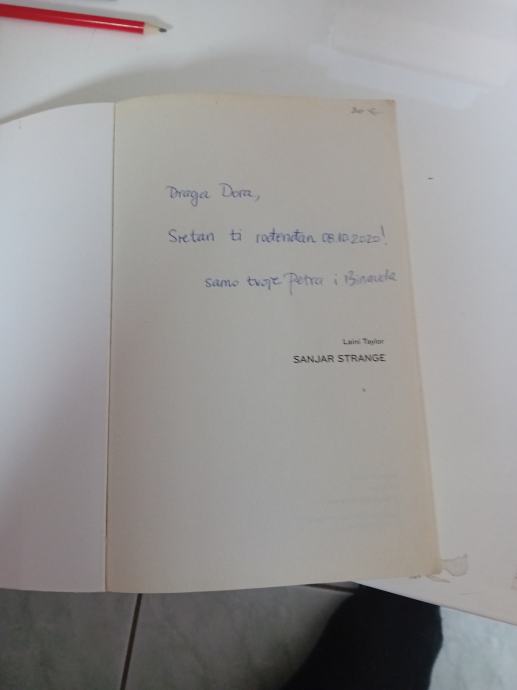 Draga Dora,
Sretan ti rođendan 08.10.2020!
samo tvoje Petra i
Laini Taylor
SANJAR STRANGE